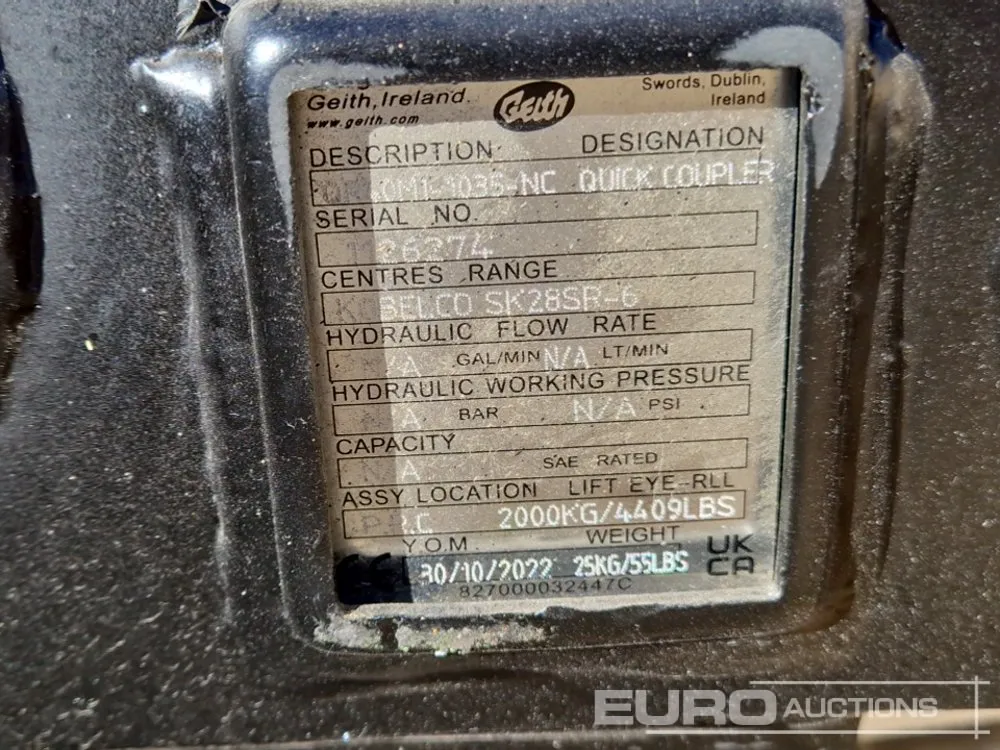 Geith, Ireland.
www.geith.com
Geith
Swords, Dublin,
Ireland
DESCRIPTION DESIGNATION
QUICK COUPLER
SERIAL NO.
CENTRES RANGE
SK28SR-6
HYDRAULIC FLOW RATE
GAL/MIN N/A LT/MIN
HYDRAULIC WORKING PRESSURE
BAR N/A PSI
CAPACITY
SAE RATED
ASSY LOCATION LIFT EYE-RLL
2000KG/4409LBS
Y.O.M. WEIGHT
30/10/2022 25KG/55LBS UK
CA
827000032447C
EURO AUCTIONS